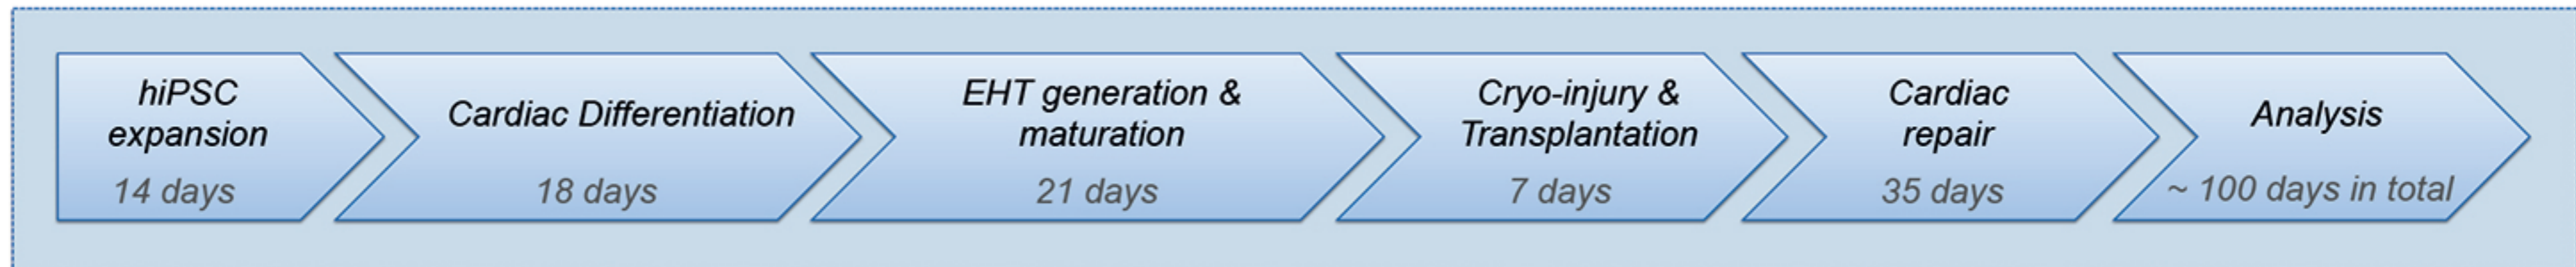 hiPSC
expansion
14 days
Cardiac Differentiation
18 days
EHT generation &
maturation
21 days
Cryo-injury &
Transplantation
7 days
Cardiac
repair
35 days
Analysis
~ 100 days in total